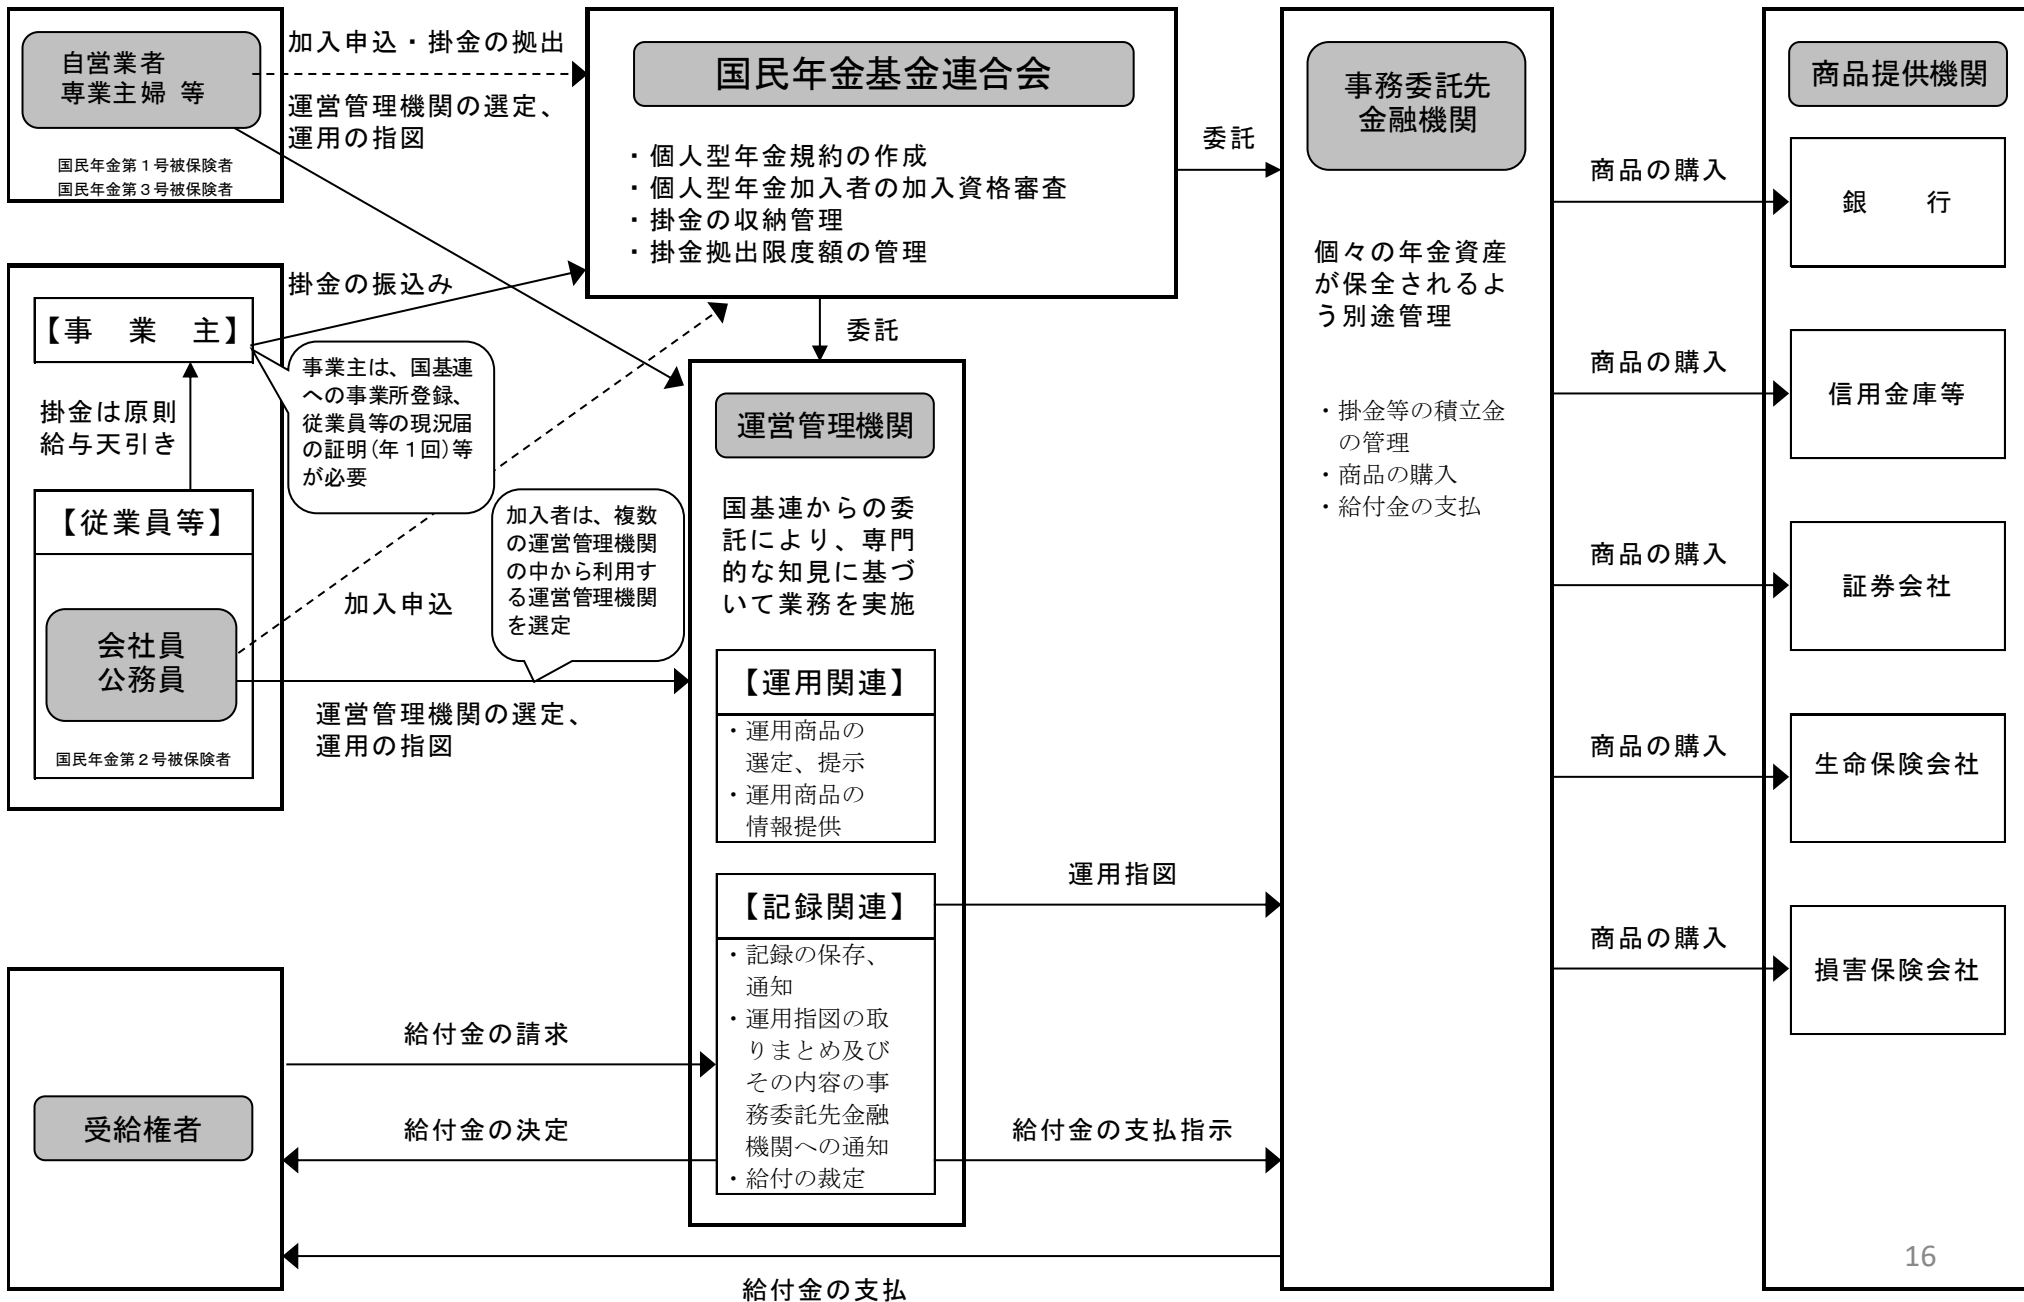 自営業者
専業主婦 等
国民年金第１号被保険者
国民年金第３号被保険者
加入申込・掛金の拠出
運営管理機関の選定、
運用の指図
国民年金基金連合会
・個人型年金規約の作成
・個人型年金加入者の加入資格審査
・掛金の収納管理
・掛金拠出限度額の管理
委託
事務委託先
金融機関
個々の年金資産
が保全されるよ
う別途管理
・掛金等の積立金
の管理
・商品の購入
・給付金の支払
商品提供機関
商品の購入
銀　行
商品の購入
信用金庫等
商品の購入
証券会社
商品の購入
生命保険会社
商品の購入
損害保険会社
掛金の振込み
【事　業　主】
事業主は、国基連
への事業所登録、
従業員等の現況届
の証明(年１回)等
が必要
掛金は原則
給与天引き
【従業員等】
会社員
公務員
国民年金第２号被保険者
加入申込
加入者は、複数
の運営管理機関
の中から利用す
る運営管理機関
を選定
運営管理機関の選定、
運用の指図
委託
運営管理機関
国基連からの委
託により、専門
的な知見に基づ
いて業務を実施
【運用関連】
・運用商品の
選定、提示
・運用商品の
情報提供
【記録関連】
・記録の保存、
通知
・運用指図の取
りまとめ及び
その内容の事
務委託先金融
機関への通知
・給付の裁定
運用指図
給付金の請求
受給権者
給付金の決定
給付金の支払指示
給付金の支払
16